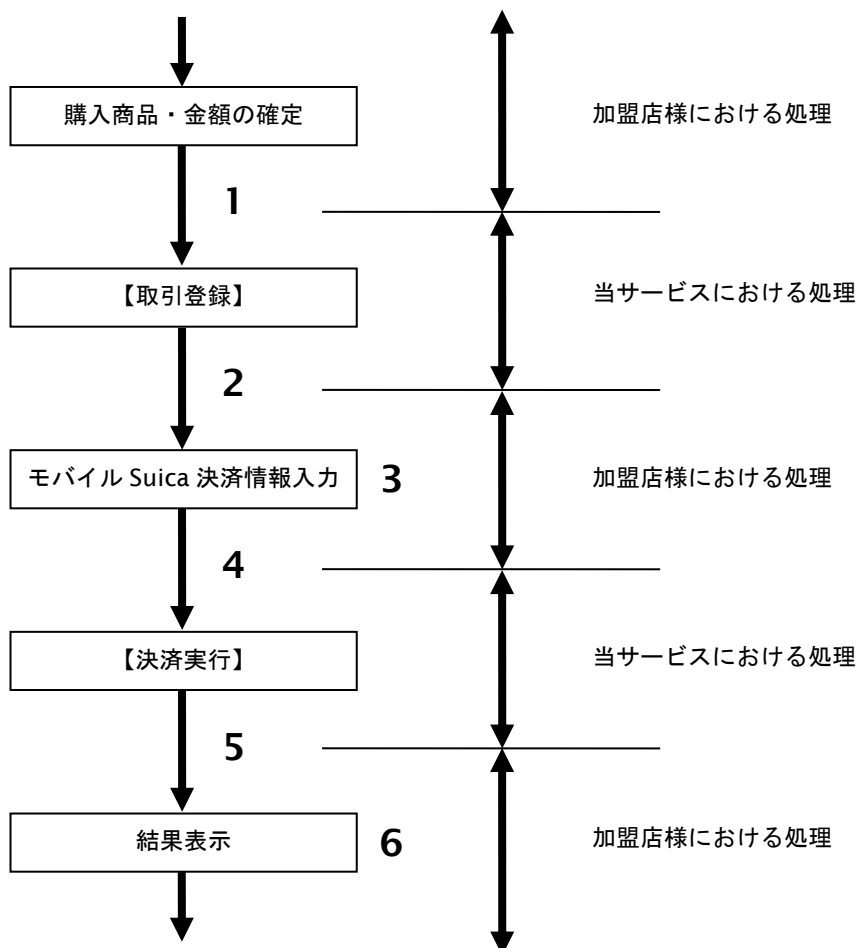 購入商品・金額の確定
加盟店様における処理
1
【取引登録】
当サービスにおける処理
2
モバイル Suica 決済情報入力
3
加盟店様における処理
4
【決済実行】
当サービスにおける処理
5
結果表示
6
加盟店様における処理